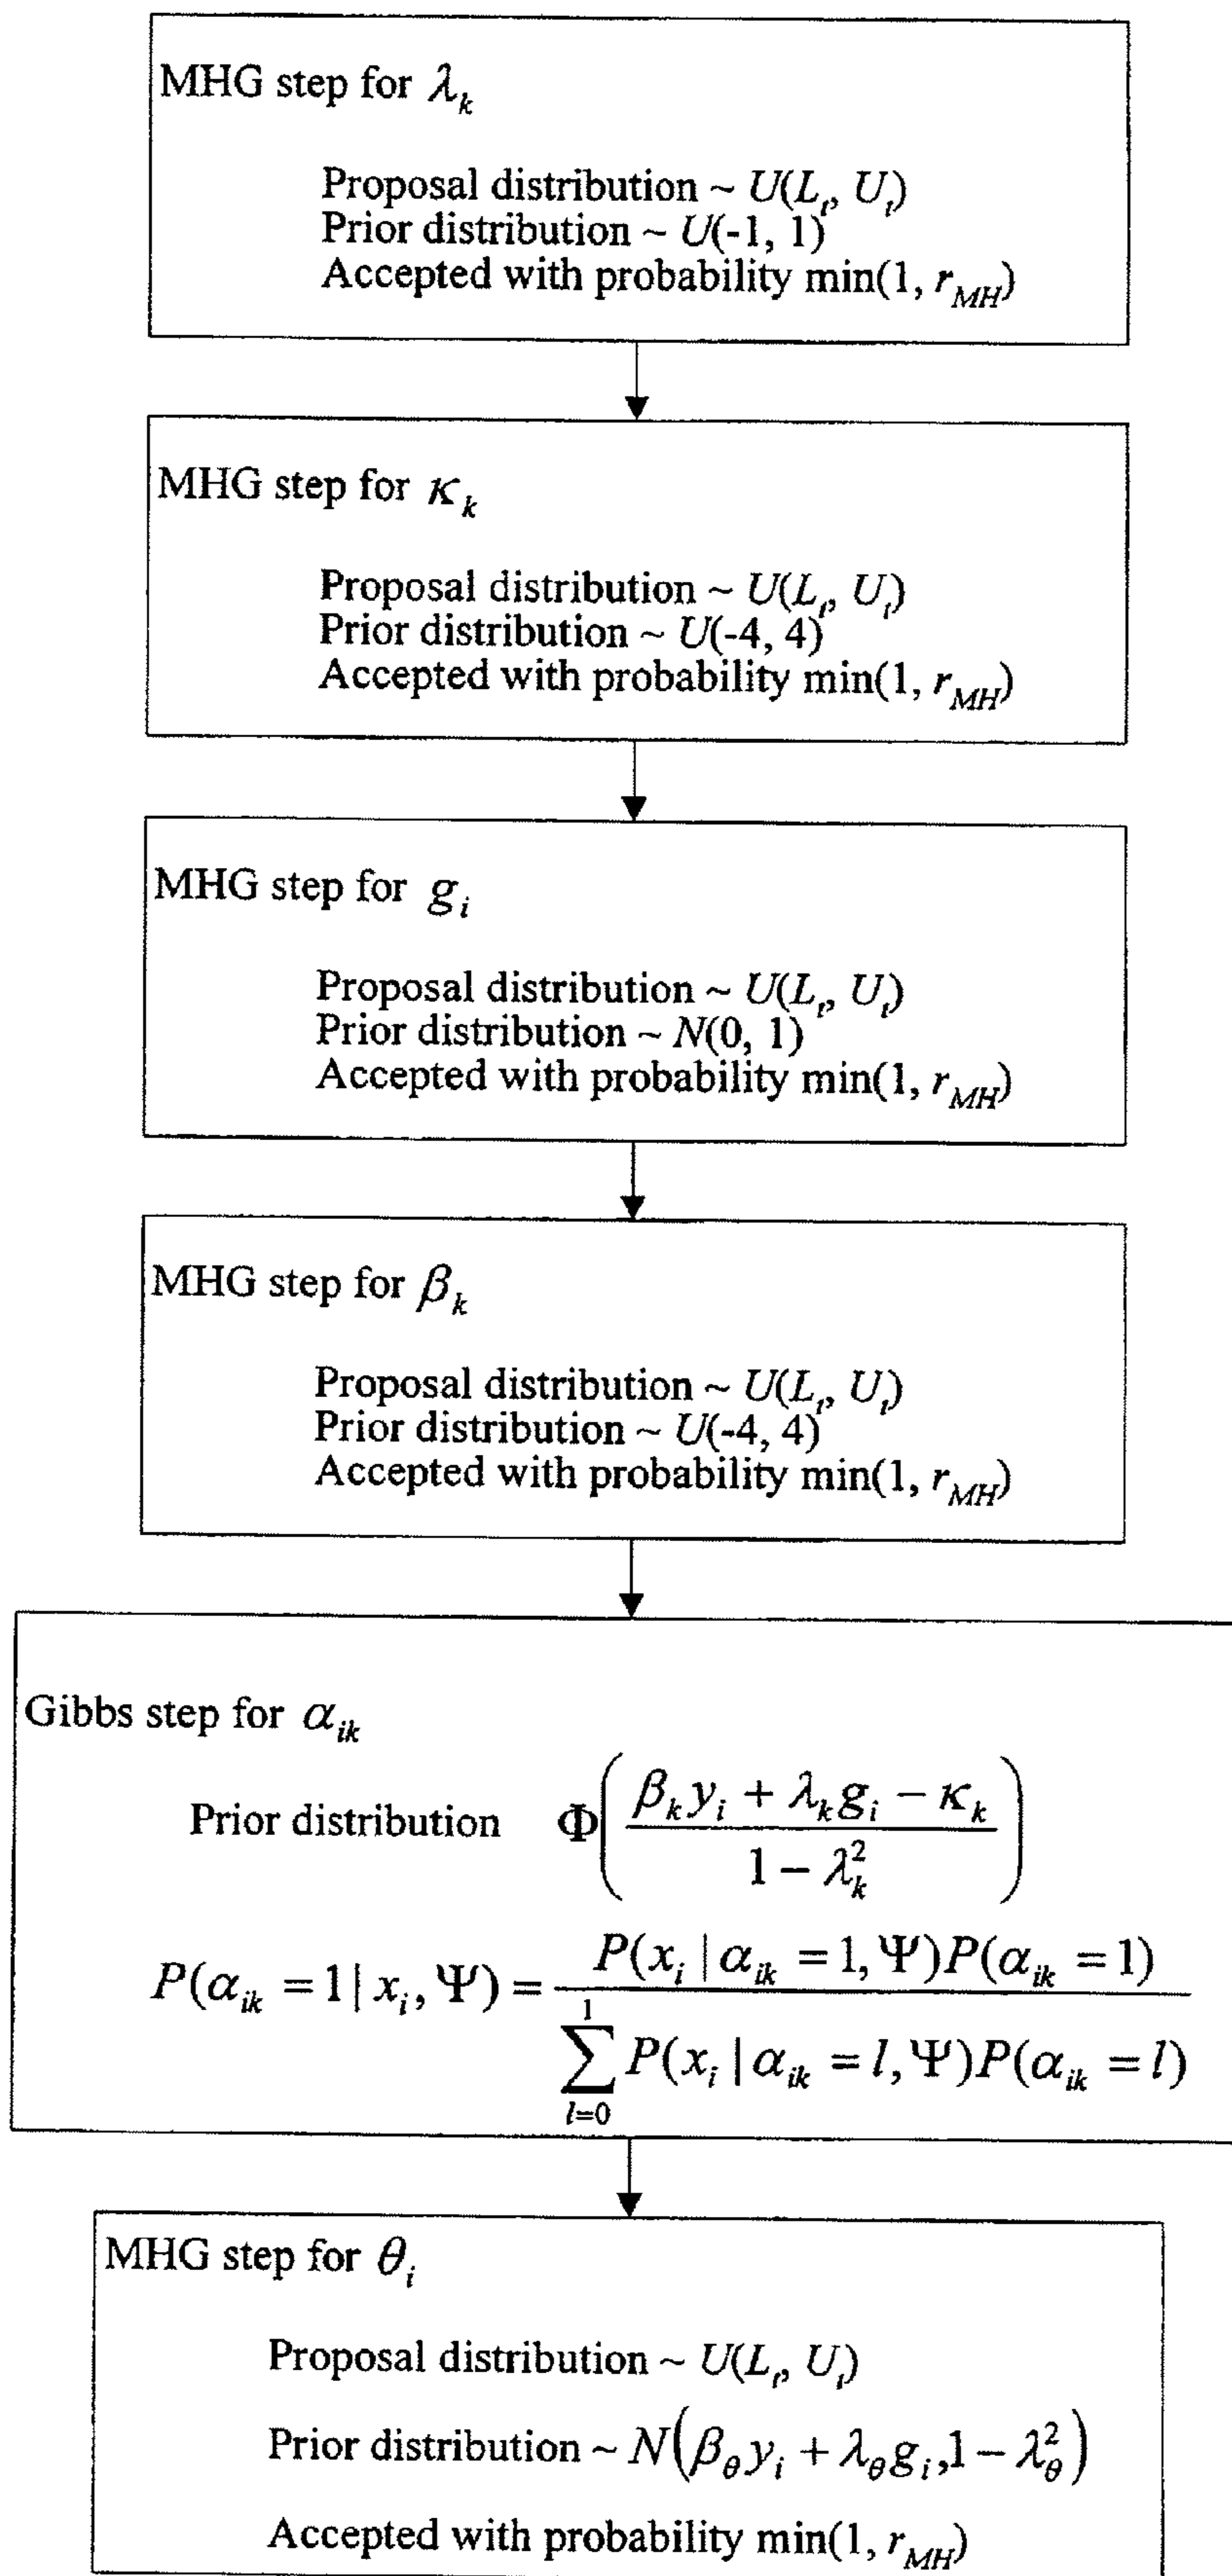 MHG step for λ_k
Proposal distribution ~ U(L_t, U_t)
Prior distribution ~ U(-1, 1)
Accepted with probability min(1, r_MH)
MHG step for κ_k
Proposal distribution ~ U(L_t, U_t)
Prior distribution ~ U(-4, 4)
Accepted with probability min(1, r_MH)
MHG step for g_i
Proposal distribution ~ U(L_t, U_t)
Prior distribution ~ N(0, 1)
Accepted with probability min(1, r_MH)
MHG step for β_k
Proposal distribution ~ U(L_t, U_t)
Prior distribution ~ U(-4, 4)
Accepted with probability min(1, r_MH)
Gibbs step for α_ik
Prior distribution Φ((β_k y_i + λ_k g_i − κ_k) / (1 − λ_k^2))
P(α_ik = 1 | x_i, Ψ) = P(x_i | α_ik = 1, Ψ)P(α_ik = 1) / ∑_{l=0}^{1} P(x_i | α_ik = l, Ψ)P(α_ik = l)
MHG step for θ_i
Proposal distribution ~ U(L_t, U_t)
Prior distribution ~ N(β_θ y_i + λ_θ g_i, 1 − λ_θ^2)
Accepted with probability min(1, r_MH)